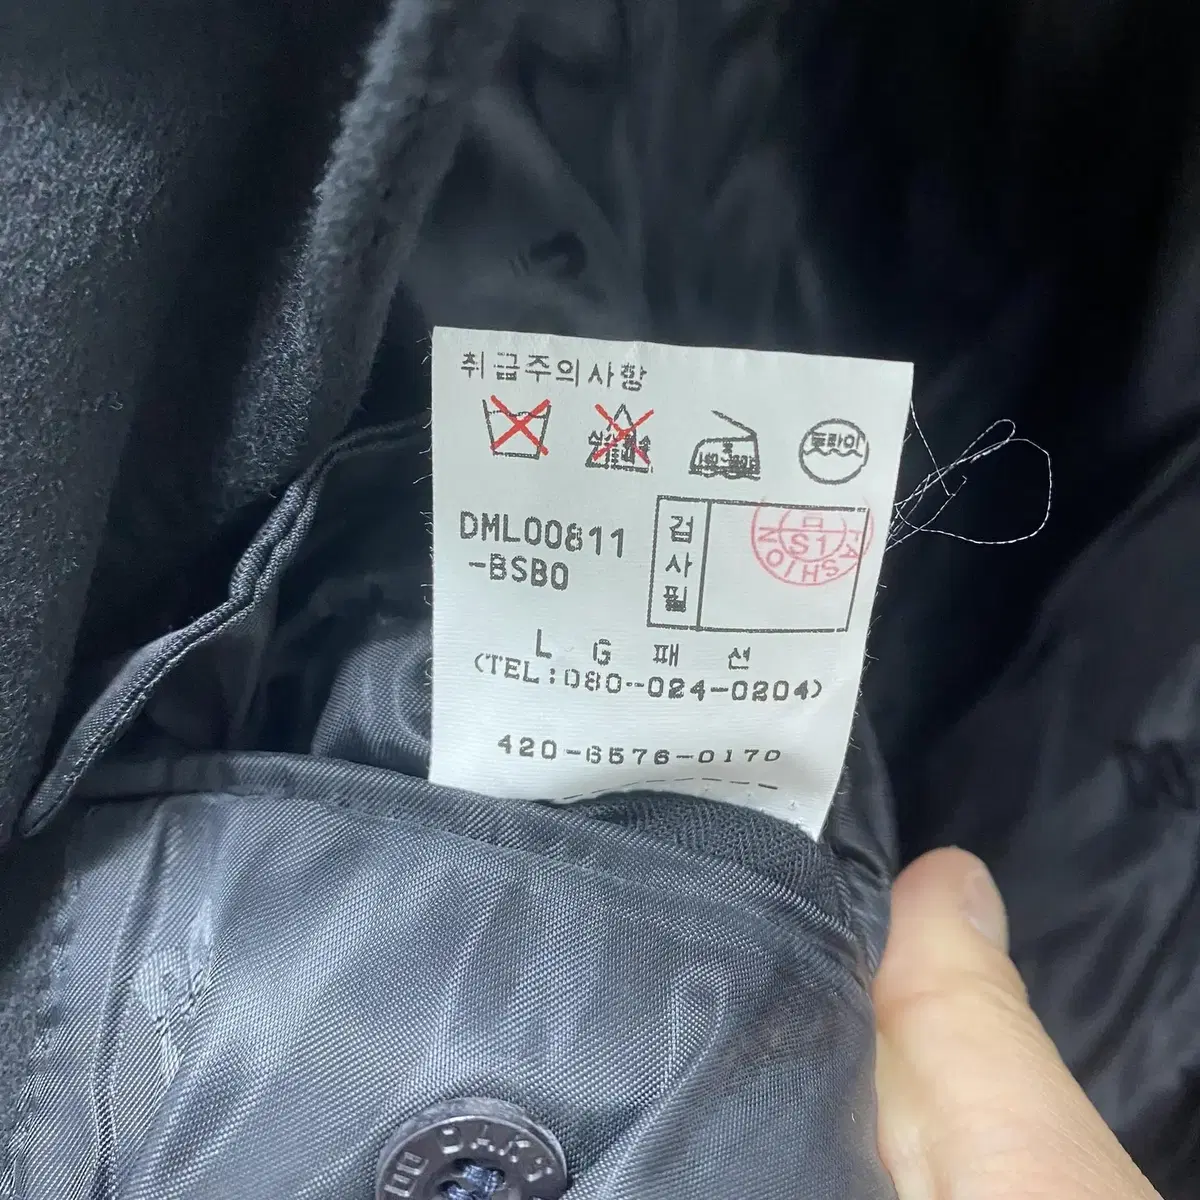 취급주의사항
드라이
DML00811
-BSB0
검사필
S1
FASHION
L G 패 션
(TEL:080-024-0204)
420-6576-0170
DAKS